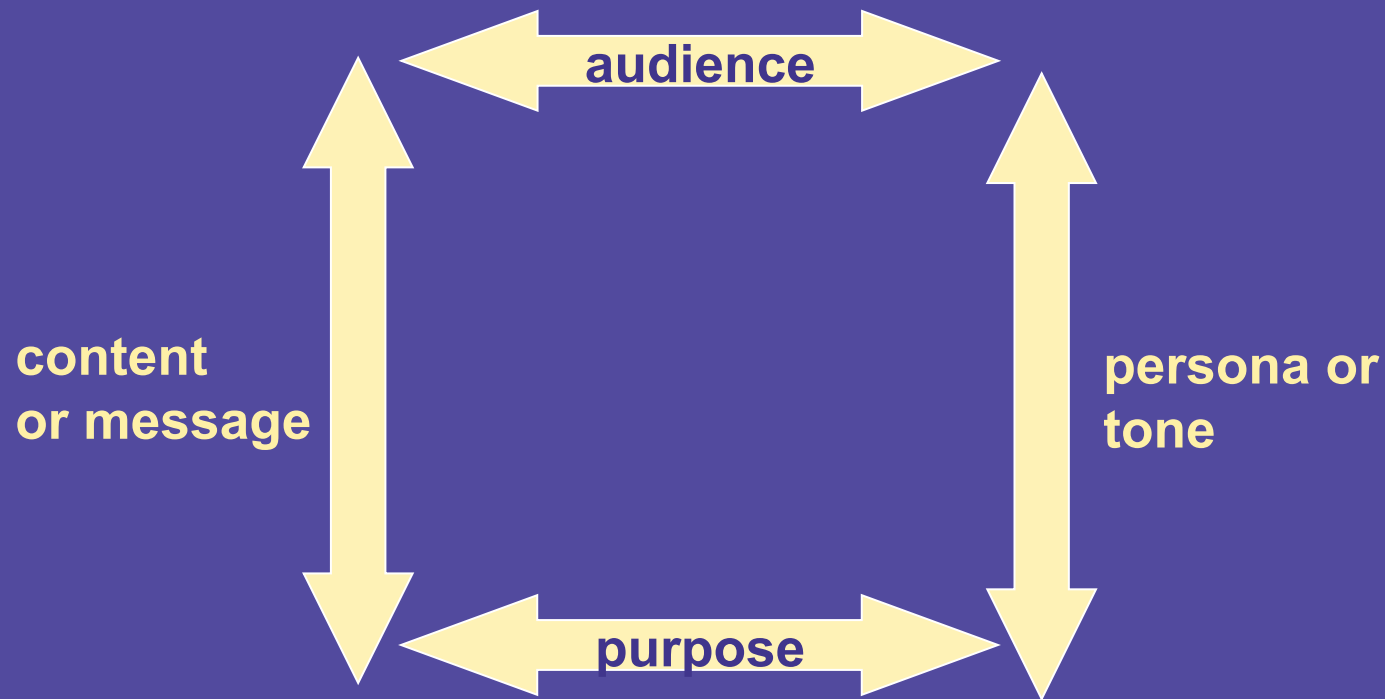 audience
content
or message
persona or
tone
purpose